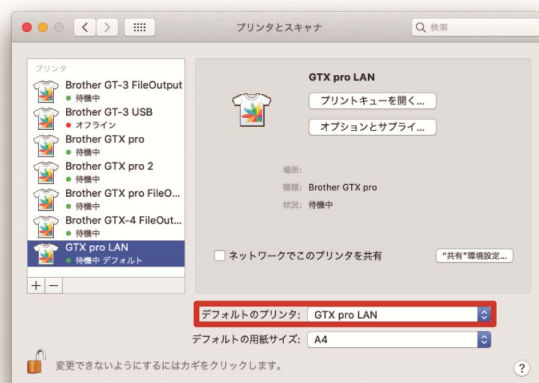 プリンタとスキャナ
検索
プリンタ
Brother GT-3 FileOutput
待機中
Brother GT-3 USB
オフライン
Brother GTX pro
待機中
Brother GTX pro 2
待機中
Brother GTX pro FileO...
待機中
Brother GTX-4 FileOut...
待機中
GTX pro LAN
待機中 デフォルト
GTX pro LAN
プリントキューを開く...
オプションとサプライ...
場所:
種類: Brother GTX pro
状況: 待機中
ネットワークでこのプリンタを共有
"共有"環境設定...
デフォルトのプリンタ: GTX pro LAN
デフォルトの用紙サイズ: A4
変更できないようにするにはカギをクリックします。
?